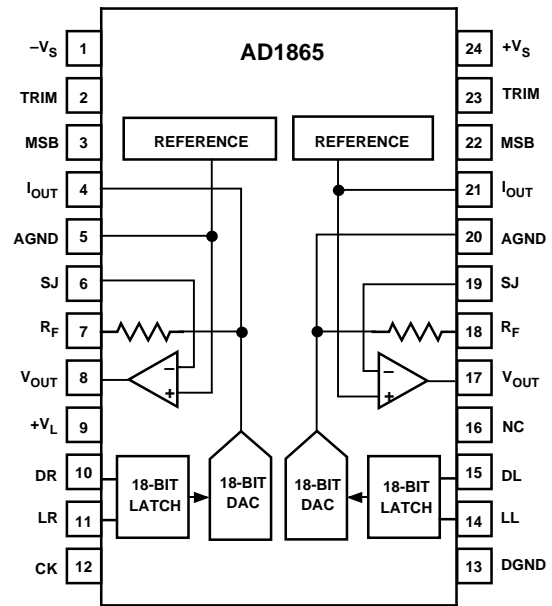 AD1865
–VS 1
TRIM 2
MSB 3
IOUT 4
AGND 5
SJ 6
RF 7
VOUT 8
+VL 9
DR 10
LR 11
CK 12
REFERENCE
REFERENCE
–
+
–
+
18-BIT
LATCH
18-BIT
DAC
18-BIT
DAC
18-BIT
LATCH
24 +VS
23 TRIM
22 MSB
21 IOUT
20 AGND
19 SJ
18 RF
17 VOUT
16 NC
15 DL
14 LL
13 DGND